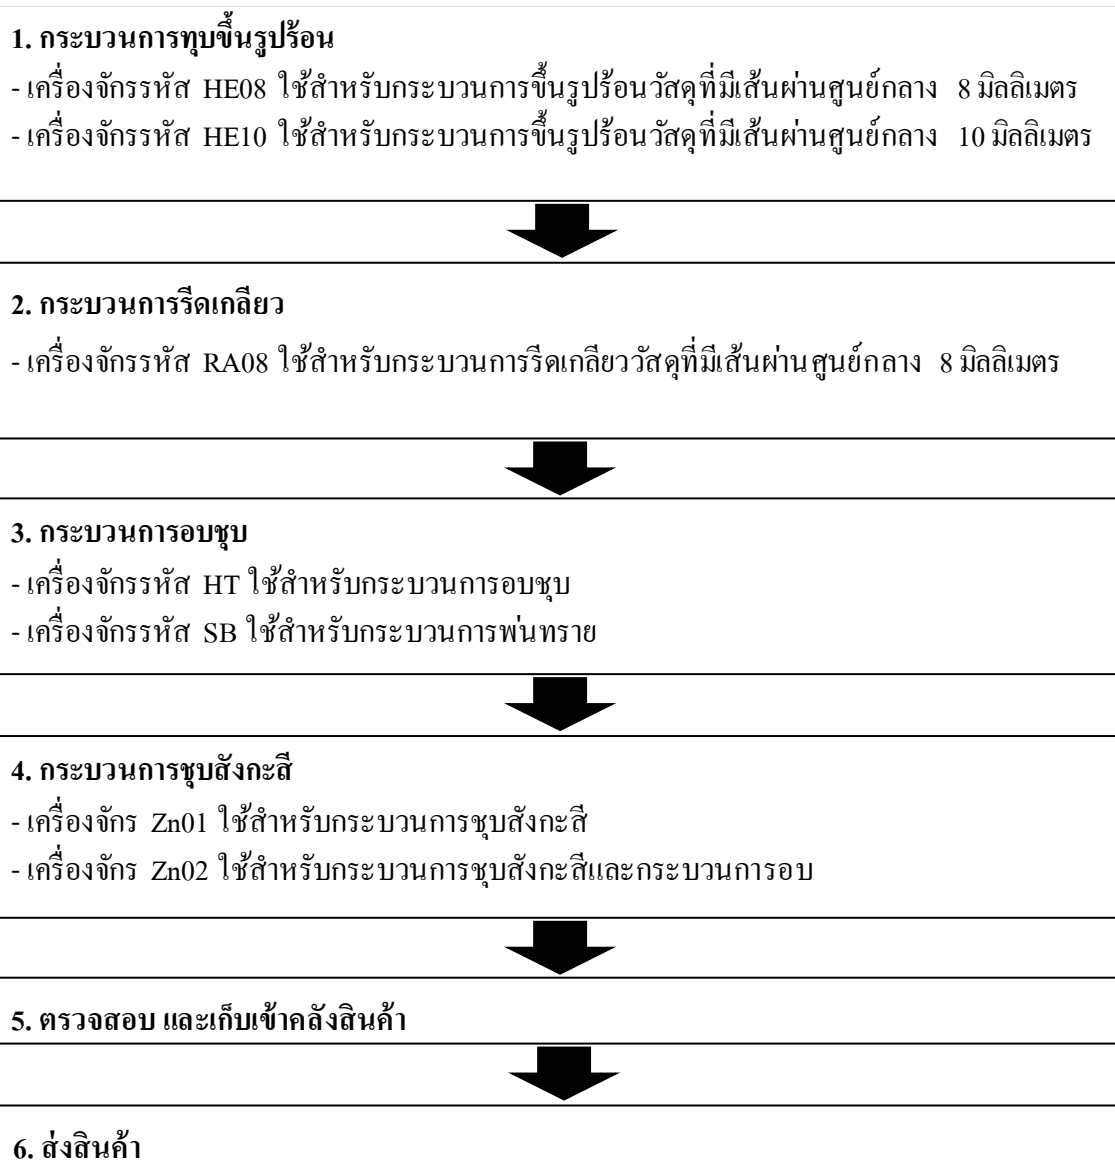 1. กระบวนการทุบขึ้นรูปร้อน
- เครื่องจักรรหัส HE08 ใช้สำหรับกระบวนการขึ้นรูปร้อนวัสดุที่มีเส้นผ่านศูนย์กลาง 8 มิลลิเมตร
- เครื่องจักรรหัส HE10 ใช้สำหรับกระบวนการขึ้นรูปร้อนวัสดุที่มีเส้นผ่านศูนย์กลาง 10 มิลลิเมตร
2. กระบวนการรีดเกลียว
- เครื่องจักรรหัส RA08 ใช้สำหรับกระบวนการรีดเกลียววัสดุที่มีเส้นผ่านศูนย์กลาง 8 มิลลิเมตร
3. กระบวนการอบชุบ
- เครื่องจักรรหัส HT ใช้สำหรับกระบวนการอบชุบ
- เครื่องจักรรหัส SB ใช้สำหรับกระบวนการพ่นทราย
4. กระบวนการชุบสังกะสี
- เครื่องจักร Zn01 ใช้สำหรับกระบวนการชุบสังกะสี
- เครื่องจักร Zn02 ใช้สำหรับกระบวนการชุบสังกะสีและกระบวนการอบ
5. ตรวจสอบ และเก็บเข้าคลังสินค้า
6. ส่งสินค้า